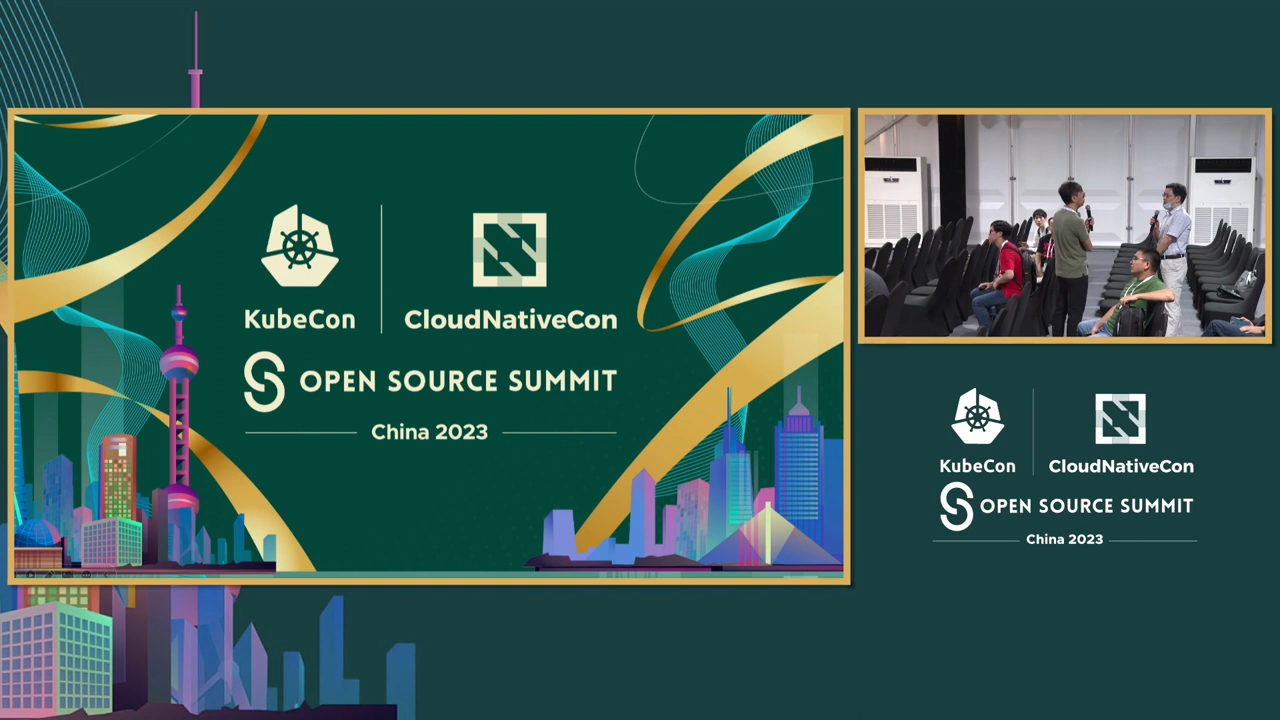 KubeCon
CloudNativeCon
OPEN SOURCE SUMMIT
China 2023
KubeCon
CloudNativeCon
OPEN SOURCE SUMMIT
China 2023